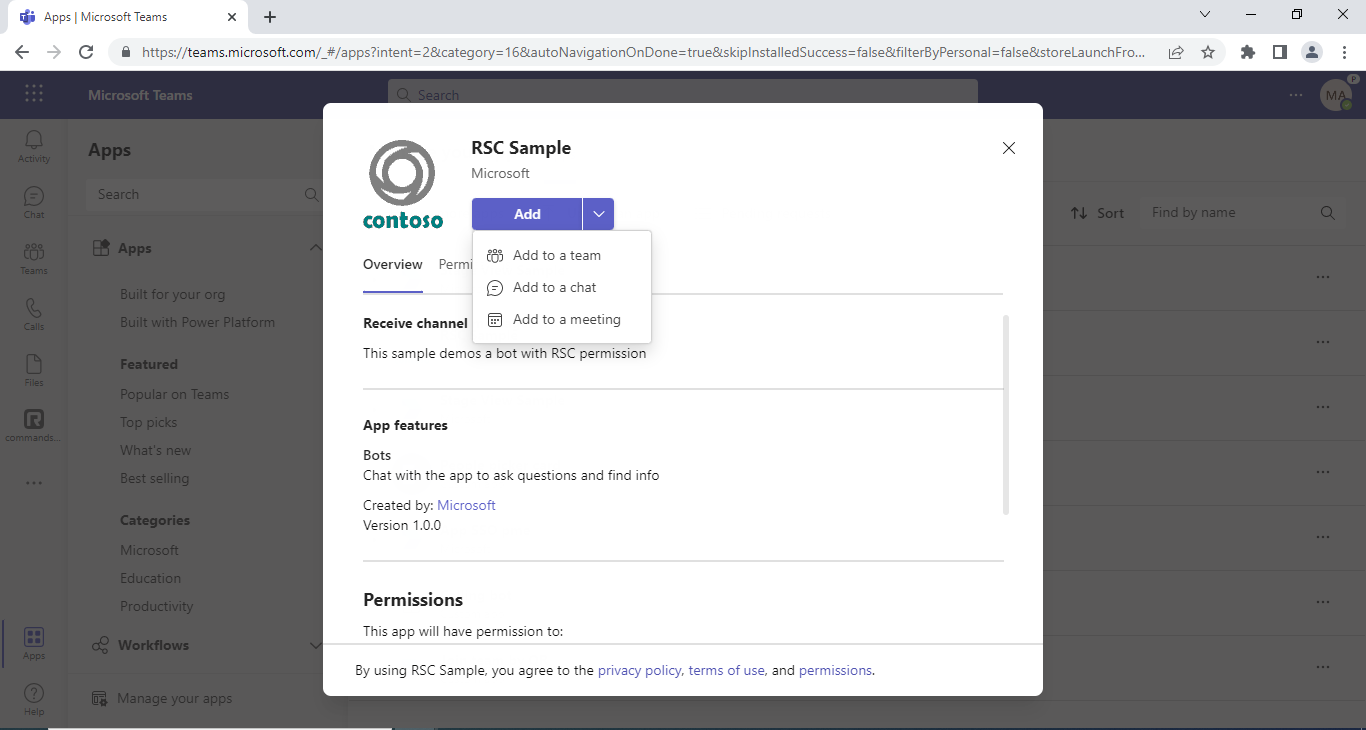 Apps | Microsoft Teams
https://teams.microsoft.com/_#/apps?intent=2&category=16&autoNavigationOnDone=true&skipInstalledSuccess=false&filterByPersonal=false&storeLaunchFro...
Microsoft Teams
Search
MA
P
Activity
Chat
Teams
Calls
Files
commands...
Apps
Help
Apps
Search
Apps
Built for your org
Built with Power Platform
Featured
Popular on Teams
Top picks
What's new
Best selling
Categories
Microsoft
Education
Productivity
Workflows
Manage your apps
contoso
RSC Sample
Microsoft
Add
Add to a team
Add to a chat
Add to a meeting
Overview Permi
Receive channel
This sample demos a bot with RSC permission
App features
Bots
Chat with the app to ask questions and find info
Created by: Microsoft
Version 1.0.0
Permissions
This app will have permission to:
By using RSC Sample, you agree to the privacy policy, terms of use, and permissions.
Sort
Find by name